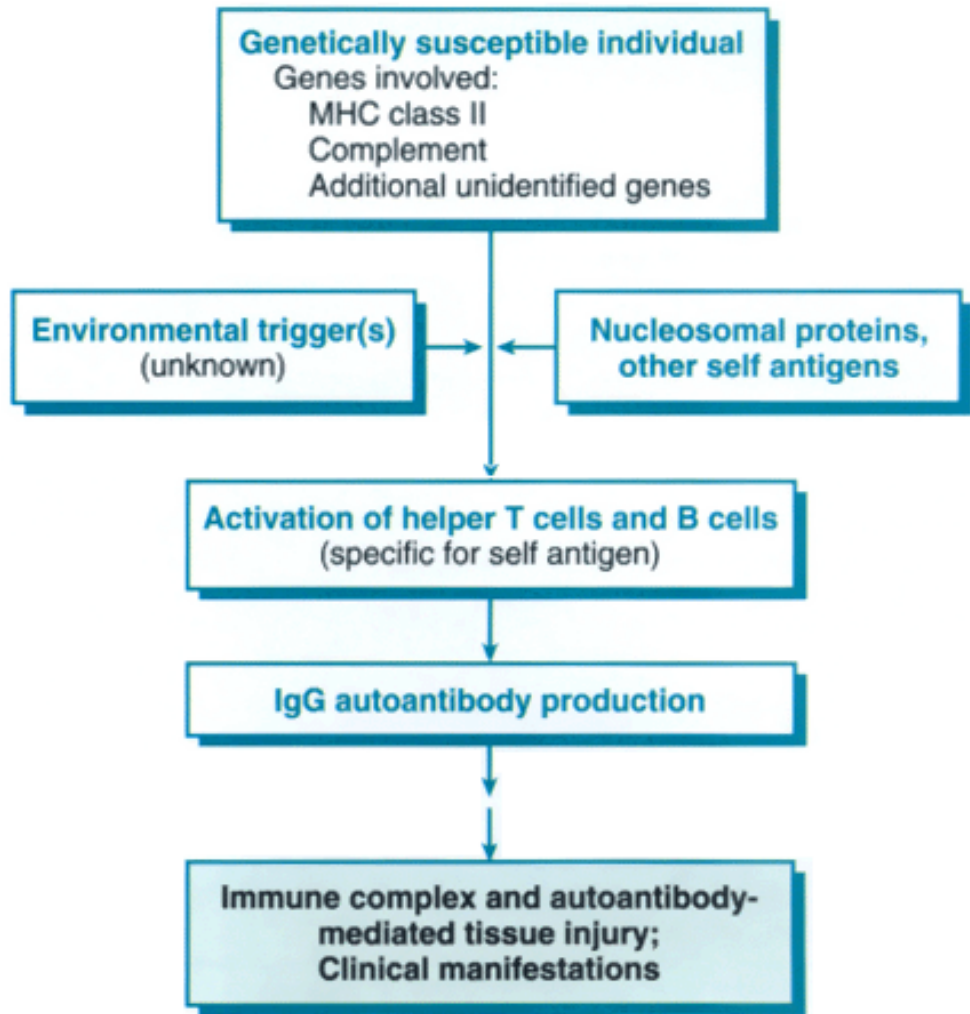 Genetically susceptible individual
Genes involved:
MHC class II
Complement
Additional unidentified genes
Environmental trigger(s)
(unknown)
Nucleosomal proteins,
other self antigens
Activation of helper T cells and B cells
(specific for self antigen)
IgG autoantibody production
Immune complex and autoantibody-
mediated tissue injury;
Clinical manifestations